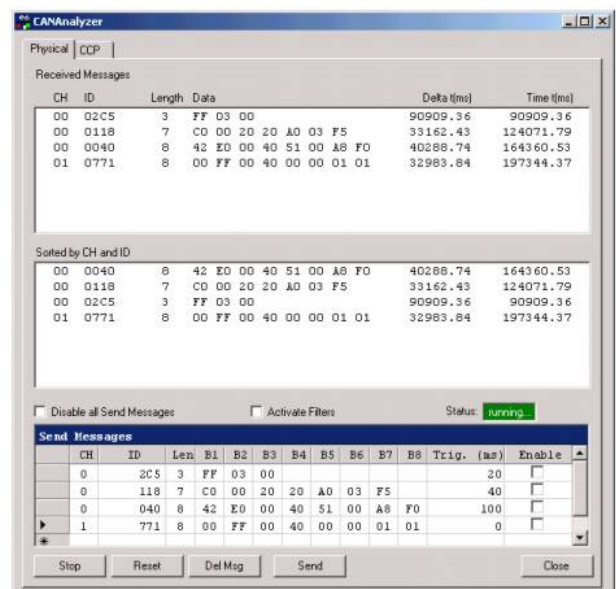 CANAnalyzer
Physical CCP
Received Messages
CH ID Length Data Delta t(ms) Time t(ms)
00 02C5 3 FF 03 00 90909.36 90909.36
00 0118 7 C0 00 20 20 A0 03 F5 33162.43 124071.79
00 0040 8 42 E0 00 40 51 00 A8 F0 40288.74 164360.53
01 0771 8 00 FF 00 40 00 00 01 01 32983.84 197344.37
Sorted by CH and ID
00 0040 8 42 E0 00 40 51 00 A8 F0 40288.74 164360.53
00 0118 7 C0 00 20 20 A0 03 F5 33162.43 124071.79
00 02C5 3 FF 03 00 90909.36 90909.36
01 0771 8 00 FF 00 40 00 00 01 01 32983.84 197344.37
Disable all Send Messages Activate Filters Status: running...
Send Messages
CH ID Len B1 B2 B3 B4 B5 B6 B7 B8 Trig. (ms) Enable
0 2C5 3 FF 03 00 20
0 118 7 C0 00 20 20 A0 03 F5 40
0 040 8 42 E0 00 40 51 00 A8 F0 100
1 771 8 00 FF 00 40 00 00 01 01 0
Stop Reset Del Msg Send Close